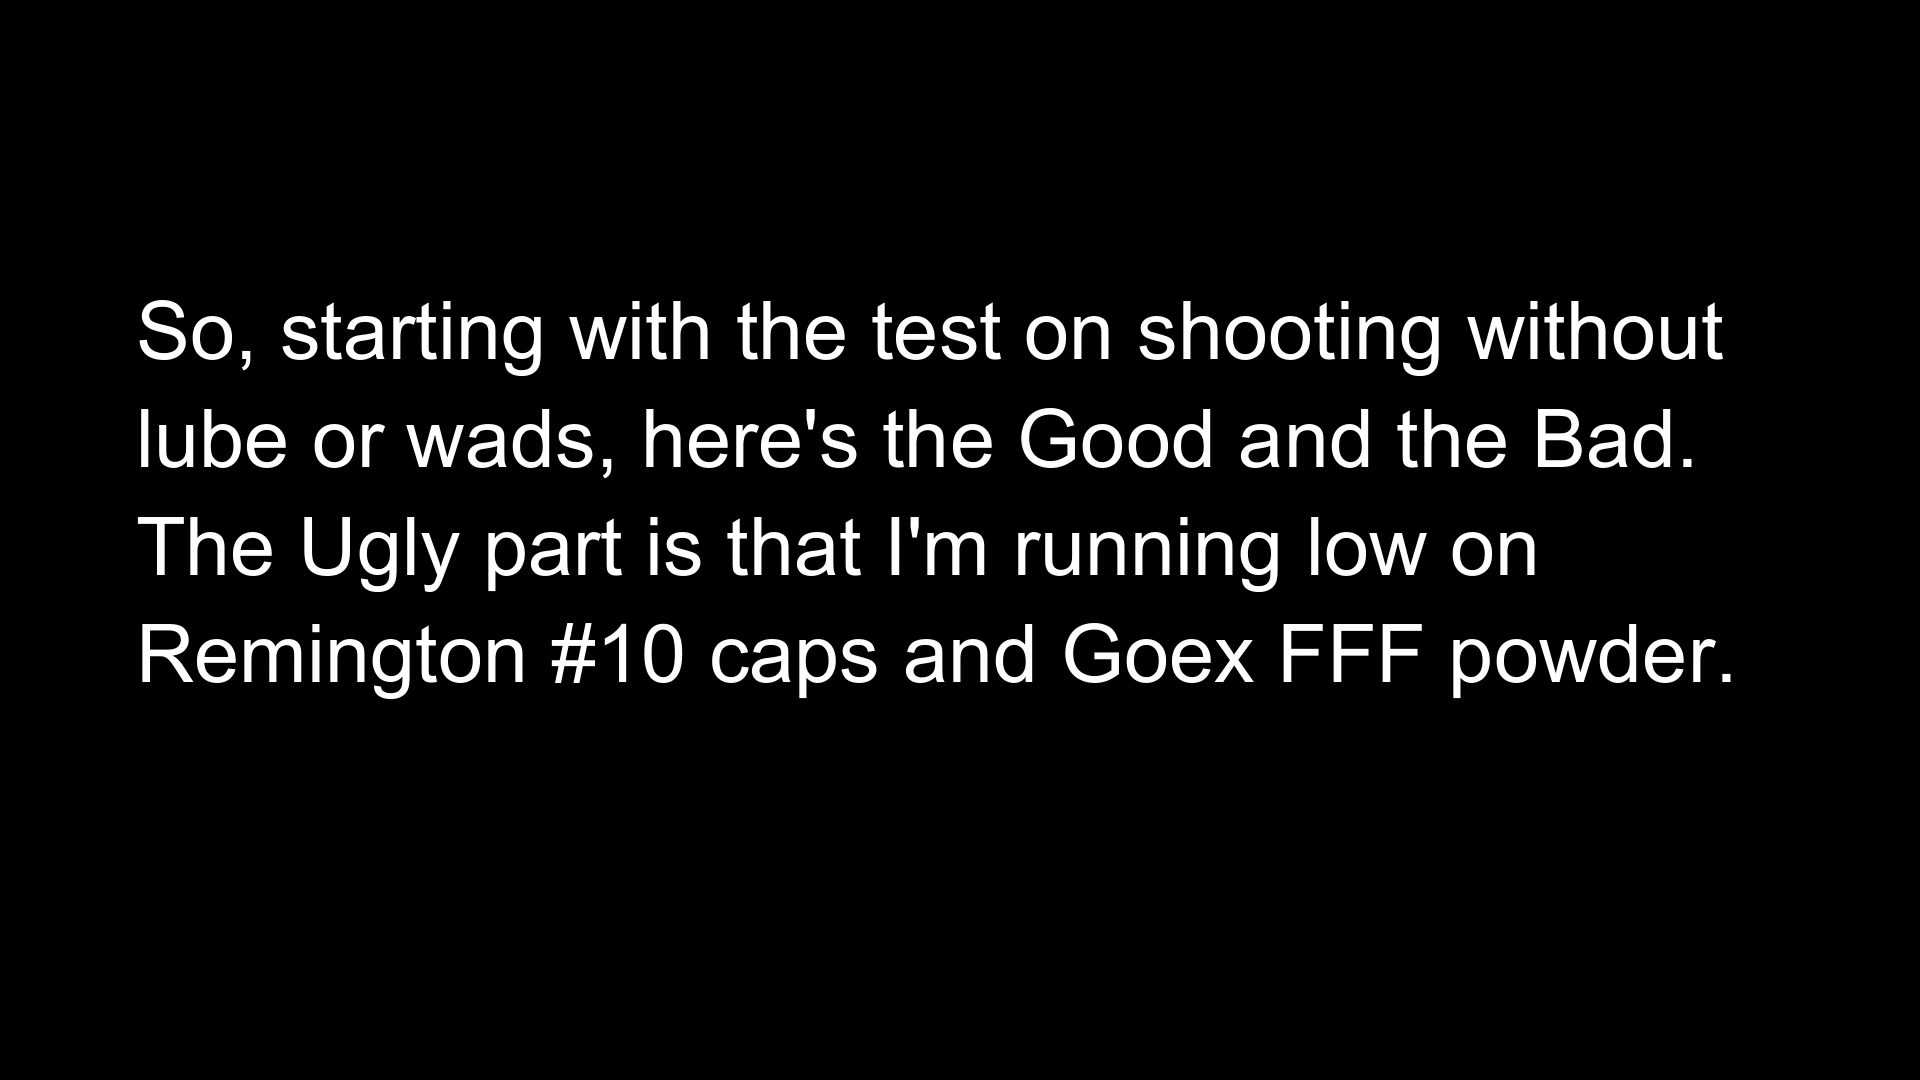 So, starting with the test on shooting without
lube or wads, here's the Good and the Bad.
The Ugly part is that I'm running low on
Remington #10 caps and Goex FFF powder.